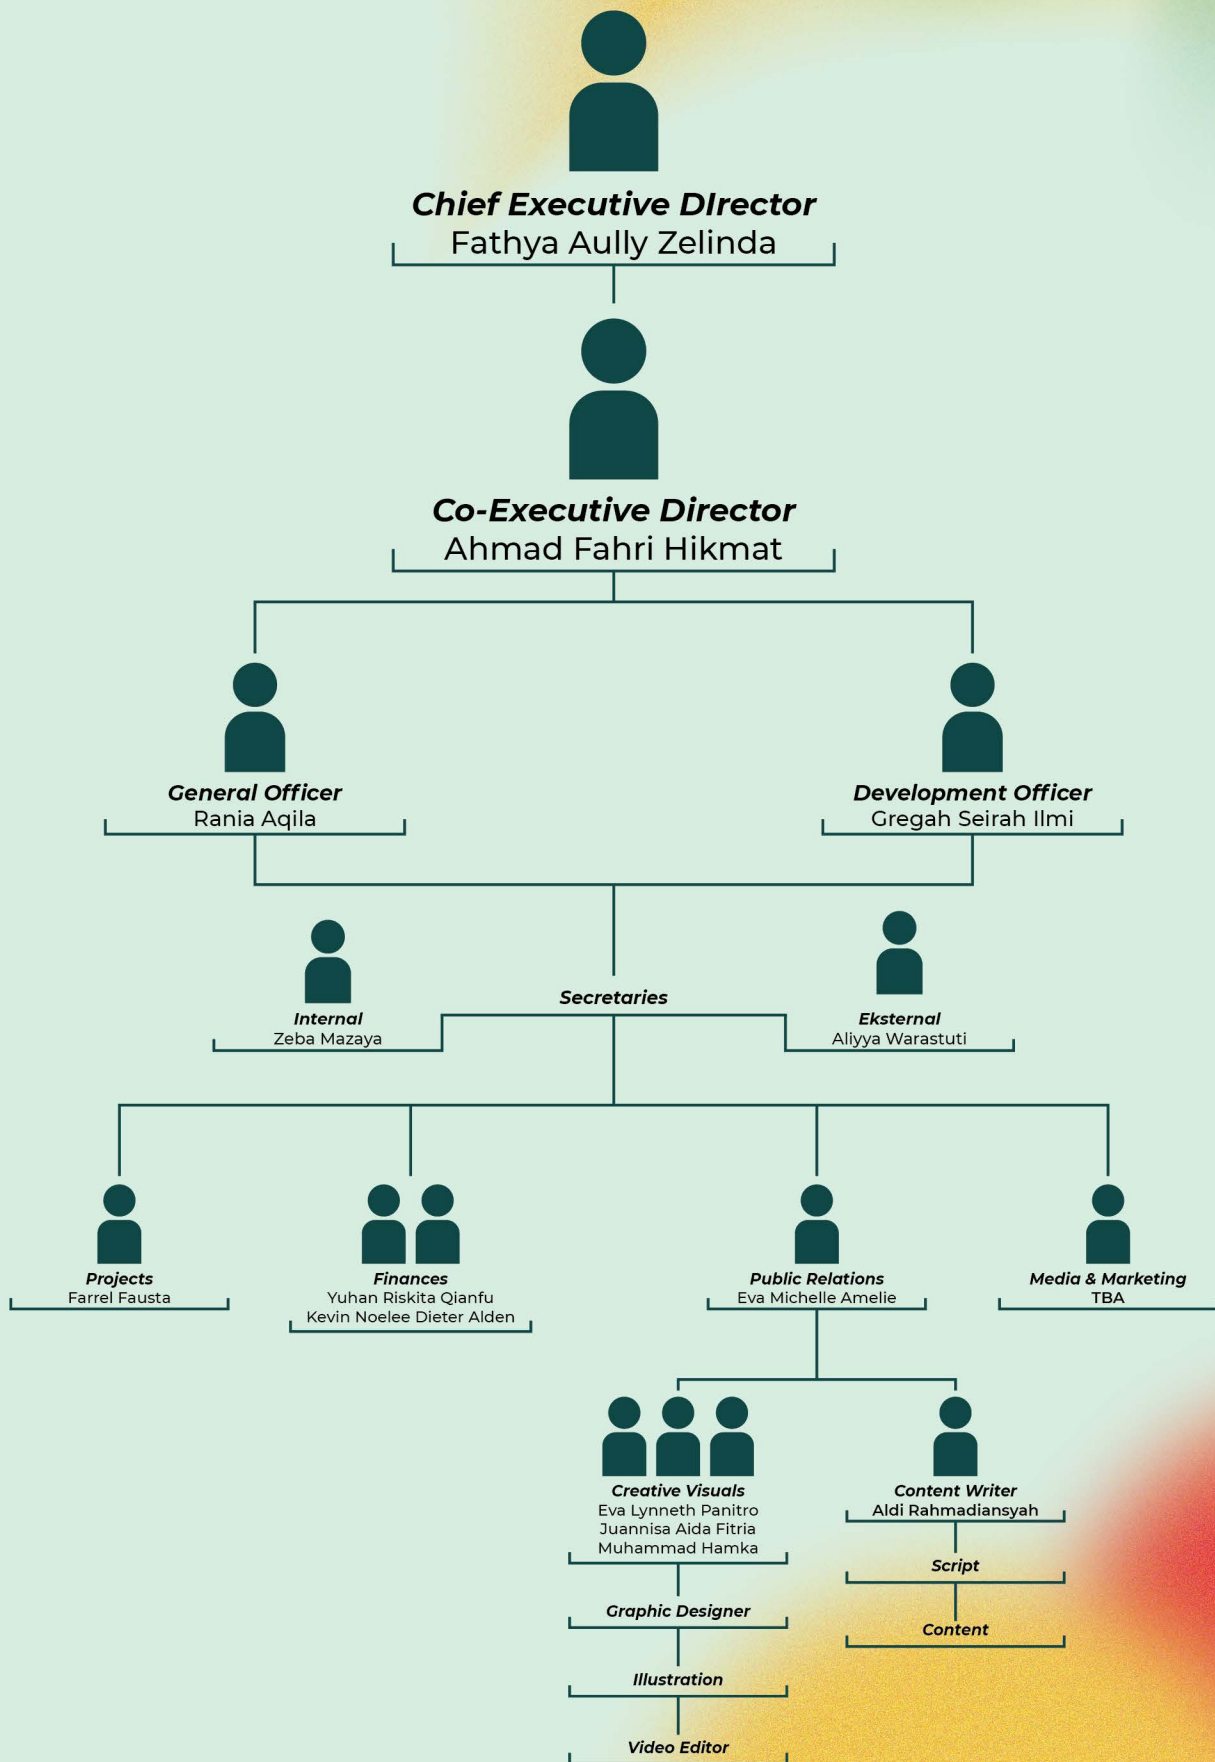 Chief Executive DIrector
Fathya Aully Zelinda
Co-Executive Director
Ahmad Fahri Hikmat
General Officer
Rania Aqila
Development Officer
Gregah Seirah Ilmi
Secretaries
Internal
Zeba Mazaya
Eksternal
Aliyya Warastuti
Projects
Farrel Fausta
Finances
Yuhan Riskita Qianfu
Kevin Noelee Dieter Alden
Public Relations
Eva Michelle Amelie
Media & Marketing
TBA
Creative Visuals
Eva Lynneth Panitro
Juannisa Aida Fitria
Muhammad Hamka
Graphic Designer
Illustration
Video Editor
Content Writer
Aldi Rahmadiansyah
Script
Content